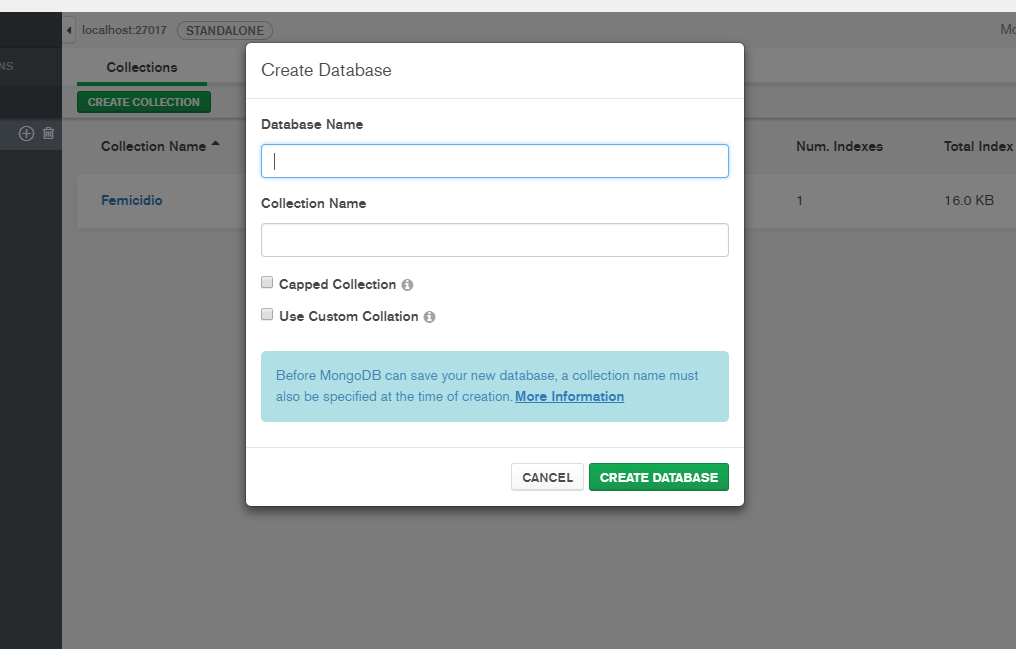 localhost:27017 STANDALONE
NS
Collections
CREATE COLLECTION
Collection Name
Num. Indexes
Total Index
Femicidio
1
16.0 KB
Create Database
Database Name
Collection Name
Capped Collection
Use Custom Collation
Before MongoDB can save your new database, a collection name must
also be specified at the time of creation. More Information
CANCEL
CREATE DATABASE